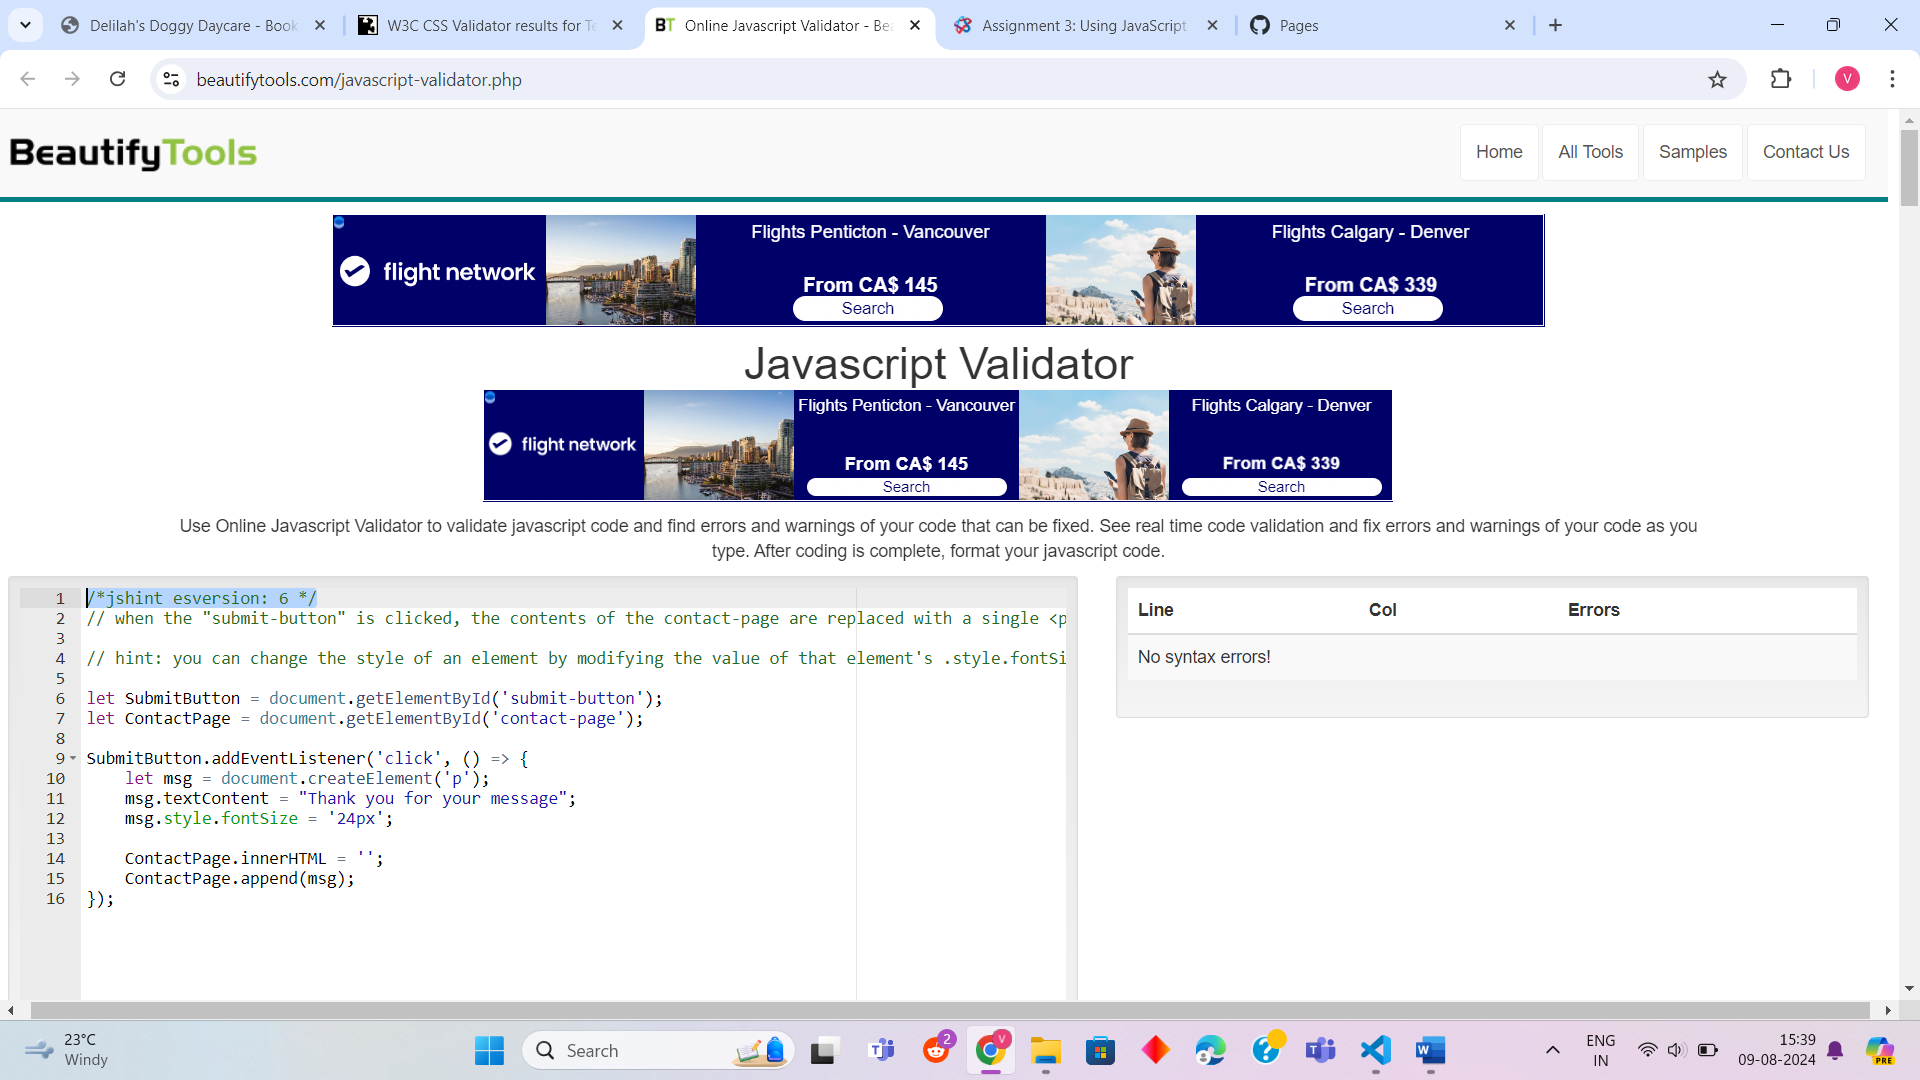 Delilah's Doggy Daycare - Book
W3C CSS Validator results for Te
BT Online Javascript Validator - Bea
Assignment 3: Using JavaScript
Pages
beautifytools.com/javascript-validator.php
V
BeautifyTools
Home
All Tools
Samples
Contact Us
flight network
Flights Penticton - Vancouver
From CA$ 145
Search
Flights Calgary - Denver
From CA$ 339
Search
Javascript Validator
flight network
Flights Penticton - Vancouver
From CA$ 145
Search
Flights Calgary - Denver
From CA$ 339
Search
Use Online Javascript Validator to validate javascript code and find errors and warnings of your code that can be fixed. See real time code validation and fix errors and warnings of your code as you
type. After coding is complete, format your javascript code.
1 /*jshint esversion: 6 */
2 // when the "submit-button" is clicked, the contents of the contact-page are replaced with a single <p
3
4 // hint: you can change the style of an element by modifying the value of that element's .style.fontSi
5
6 let SubmitButton = document.getElementById('submit-button');
7 let ContactPage = document.getElementById('contact-page');
8
9 SubmitButton.addEventListener('click', () => {
10 let msg = document.createElement('p');
11 msg.textContent = "Thank you for your message";
12 msg.style.fontSize = '24px';
13
14 ContactPage.innerHTML = '';
15 ContactPage.append(msg);
16 });
Line Col Errors
No syntax errors!
23°C
Windy
Search
2
V
ENG
IN
15:39
09-08-2024
PRE